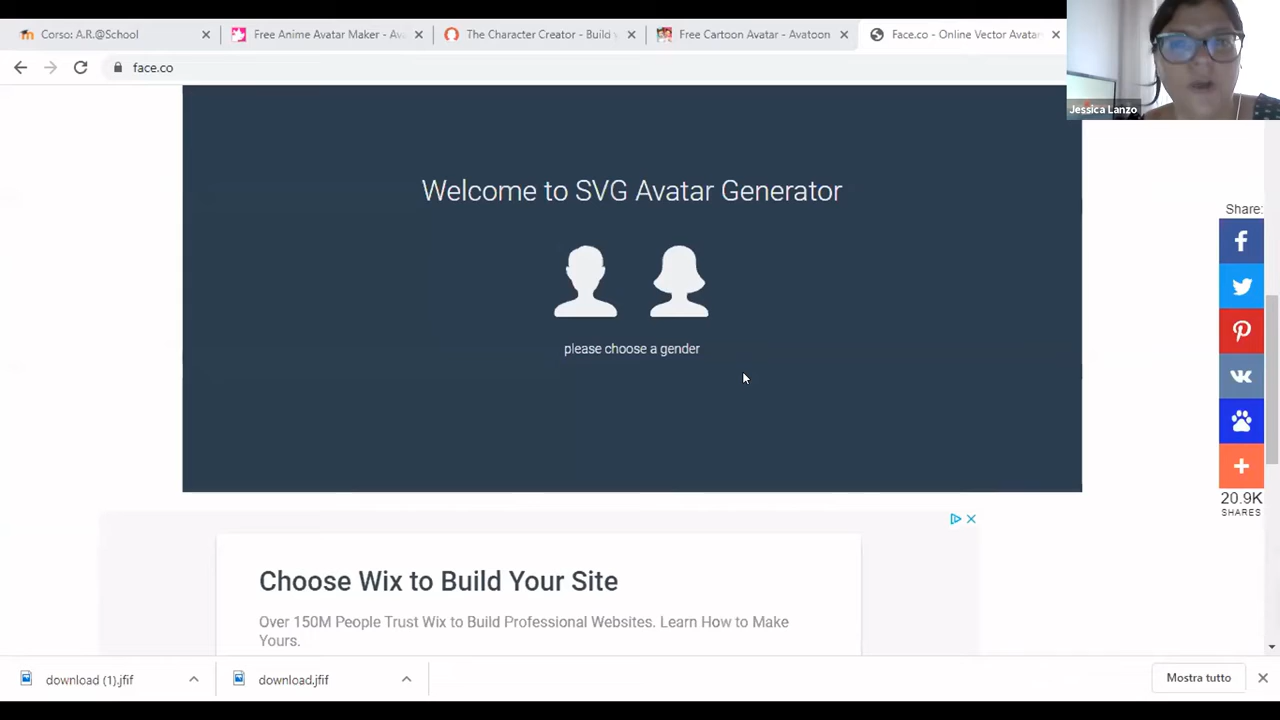 Corso: A.R.@School
Free Anime Avatar Maker - Ava
The Character Creator - Build y
Free Cartoon Avatar - Avatoon
Face.co - Online Vector Avatar
face.co
Jessica Lanzo
Welcome to SVG Avatar Generator
please choose a gender
Share:
20.9K
SHARES
Choose Wix to Build Your Site
Over 150M People Trust Wix to Build Professional Websites. Learn How to Make
Yours.
download (1).jfif
download.jfif
Mostra tutto